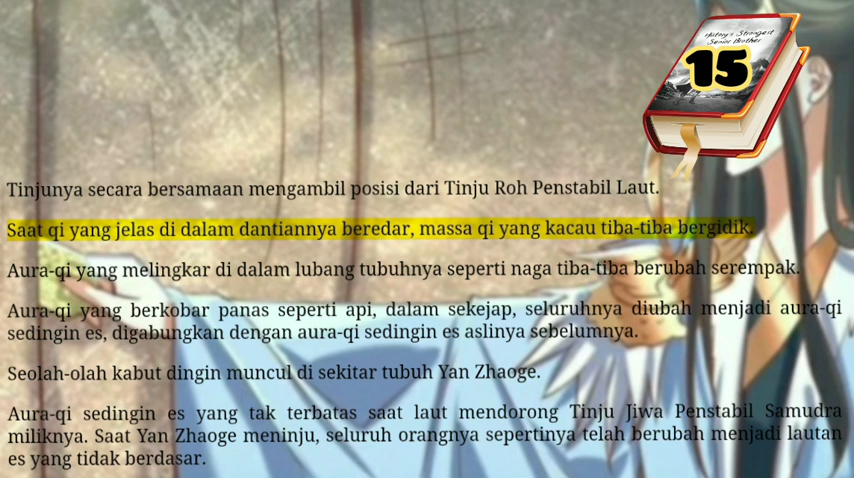 History's Strongest
Senior Brother
15
Tinjunya secara bersamaan mengambil posisi dari Tinju Roh Penstabil Laut.
Saat qi yang jelas di dalam dantiannya beredar, massa qi yang kacau tiba-tiba bergidik.
Aura-qi yang melingkar di dalam lubang tubuhnya seperti naga tiba-tiba berubah serempak.
Aura-qi yang berkobar panas seperti api, dalam sekejap, seluruhnya diubah menjadi aura-qi
sedingin es, digabungkan dengan aura-qi sedingin es aslinya sebelumnya.
Seolah-olah kabut dingin muncul di sekitar tubuh Yan Zhaoge.
Aura-qi sedingin es yang tak terbatas saat laut mendorong Tinju Jiwa Penstabil Samudra
miliknya. Saat Yan Zhaoge meninju, seluruh orangnya sepertinya telah berubah menjadi lautan
es yang tidak berdasar.